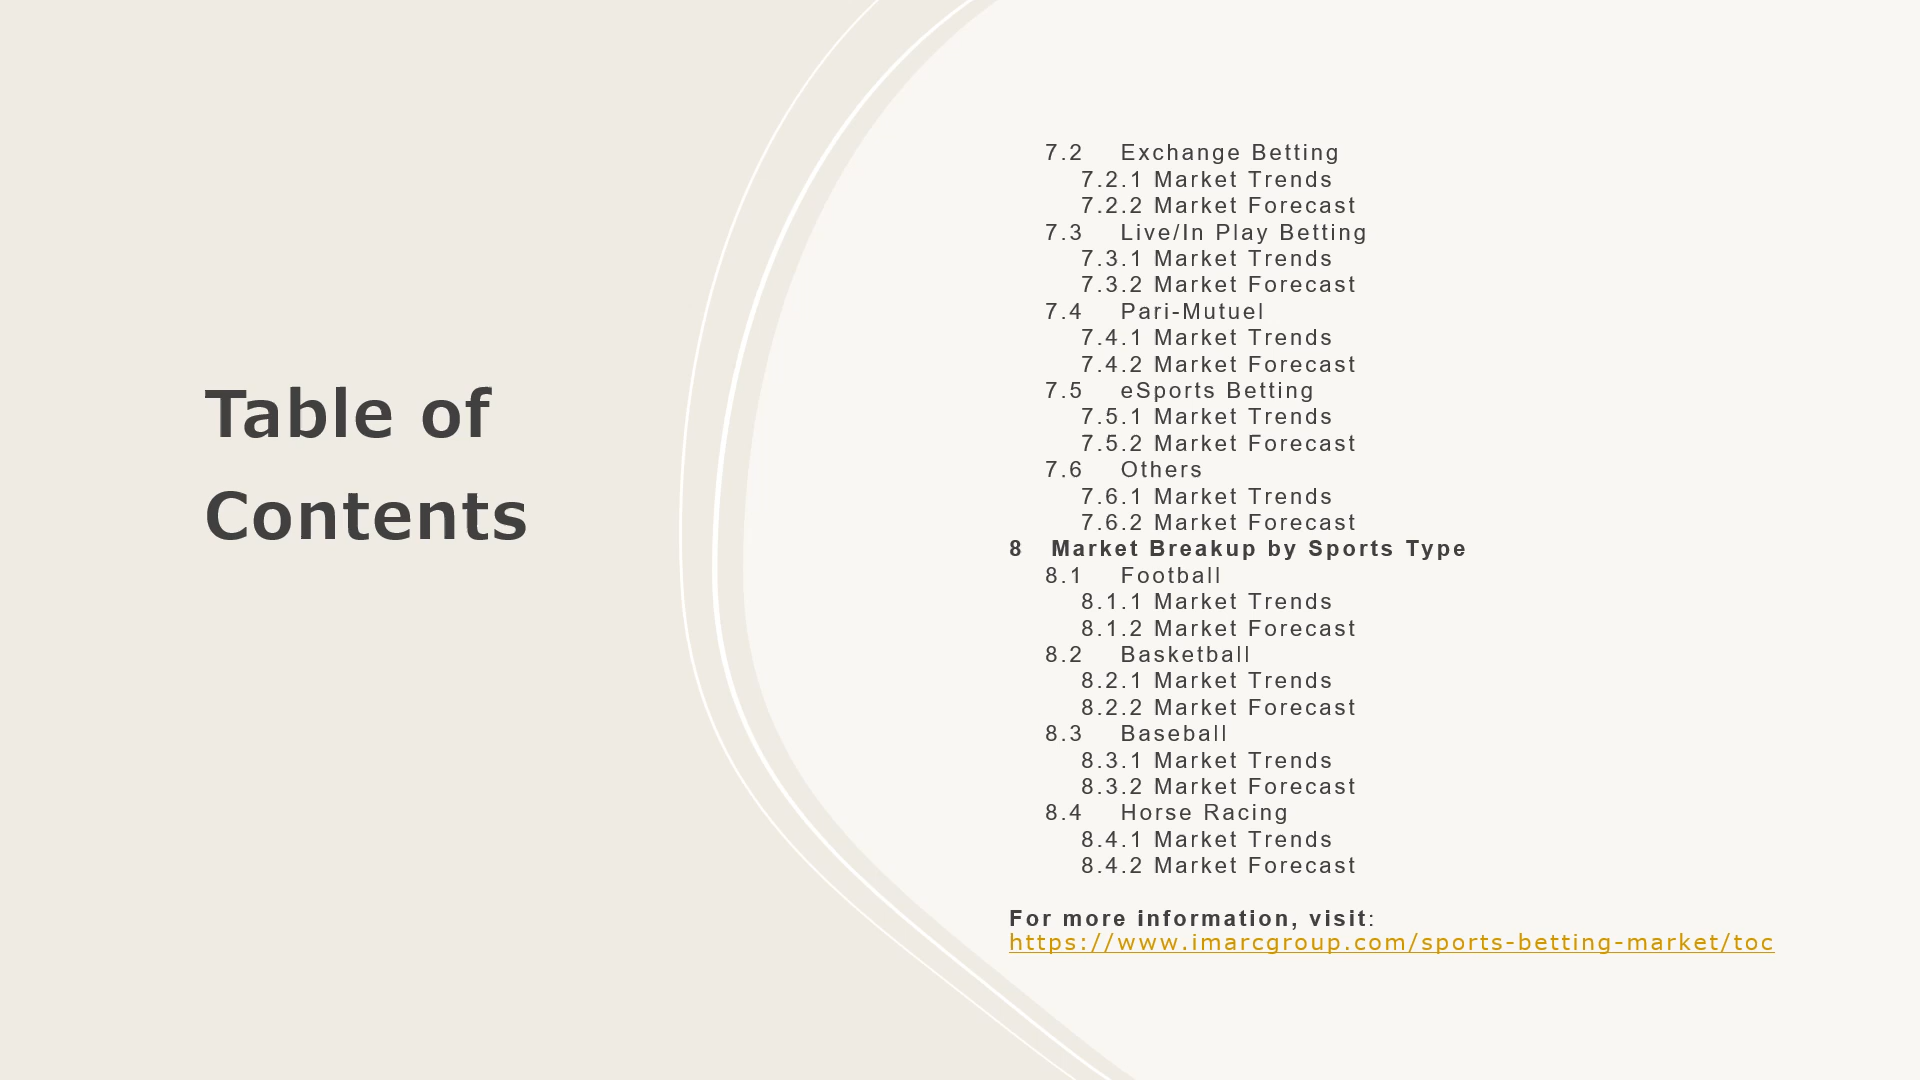 Table of
Contents
7.2 Exchange Betting
7.2.1 Market Trends
7.2.2 Market Forecast
7.3 Live/In Play Betting
7.3.1 Market Trends
7.3.2 Market Forecast
7.4 Pari-Mutuel
7.4.1 Market Trends
7.4.2 Market Forecast
7.5 eSports Betting
7.5.1 Market Trends
7.5.2 Market Forecast
7.6 Others
7.6.1 Market Trends
7.6.2 Market Forecast
8 Market Breakup by Sports Type
8.1 Football
8.1.1 Market Trends
8.1.2 Market Forecast
8.2 Basketball
8.2.1 Market Trends
8.2.2 Market Forecast
8.3 Baseball
8.3.1 Market Trends
8.3.2 Market Forecast
8.4 Horse Racing
8.4.1 Market Trends
8.4.2 Market Forecast
For more information, visit:
https://www.imarcgroup.com/sports-betting-market/toc